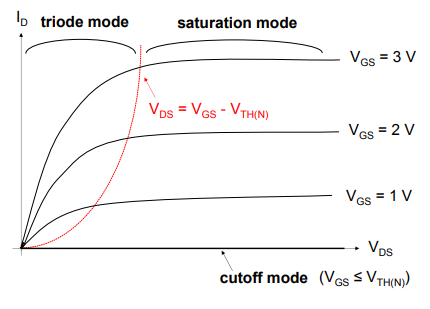 I_D
triode mode
saturation mode
V_GS = 3 V
V_DS = V_GS - V_TH(N)
V_GS = 2 V
V_GS = 1 V
V_DS
cutoff mode (V_GS ≤ V_TH(N))